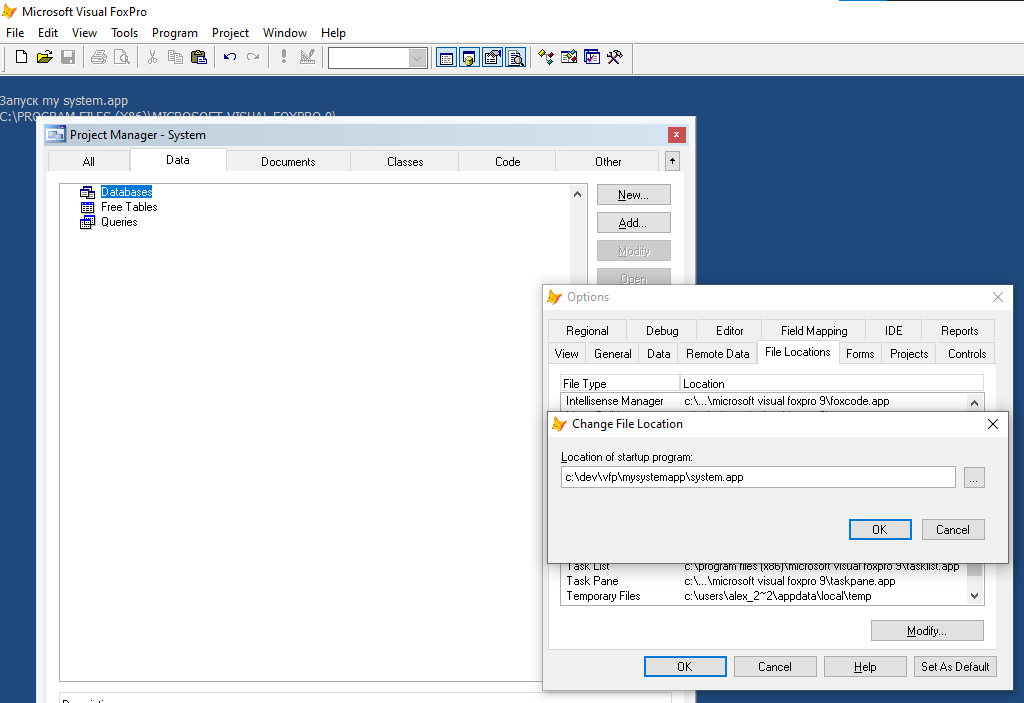 Microsoft Visual FoxPro
File Edit View Tools Program Project Window Help
Запуск my system.app
C:\PROGRAM FILES (X86)\MICROSOFT VISUAL FOXPRO 9\
Project Manager - System
All Data Documents Classes Code Other
Databases
Free Tables
Queries
New...
Add...
Modify
Open
Options
Regional Debug Editor Field Mapping IDE Reports
View General Data Remote Data File Locations Forms Projects Controls
File Type Location
Intellisense Manager c:\...\microsoft visual foxpro 9\foxcode.app
Change File Location
Location of startup program:
c:\dev\vfp\mysystemapp\system.app
...
OK Cancel
Task List c:\program files (x86)\microsoft visual foxpro 9\tasklist.app
Task Pane c:\...\microsoft visual foxpro 9\taskpane.app
Temporary Files c:\users\alex_2~2\appdata\local\temp
Modify...
OK Cancel Help Set As Default